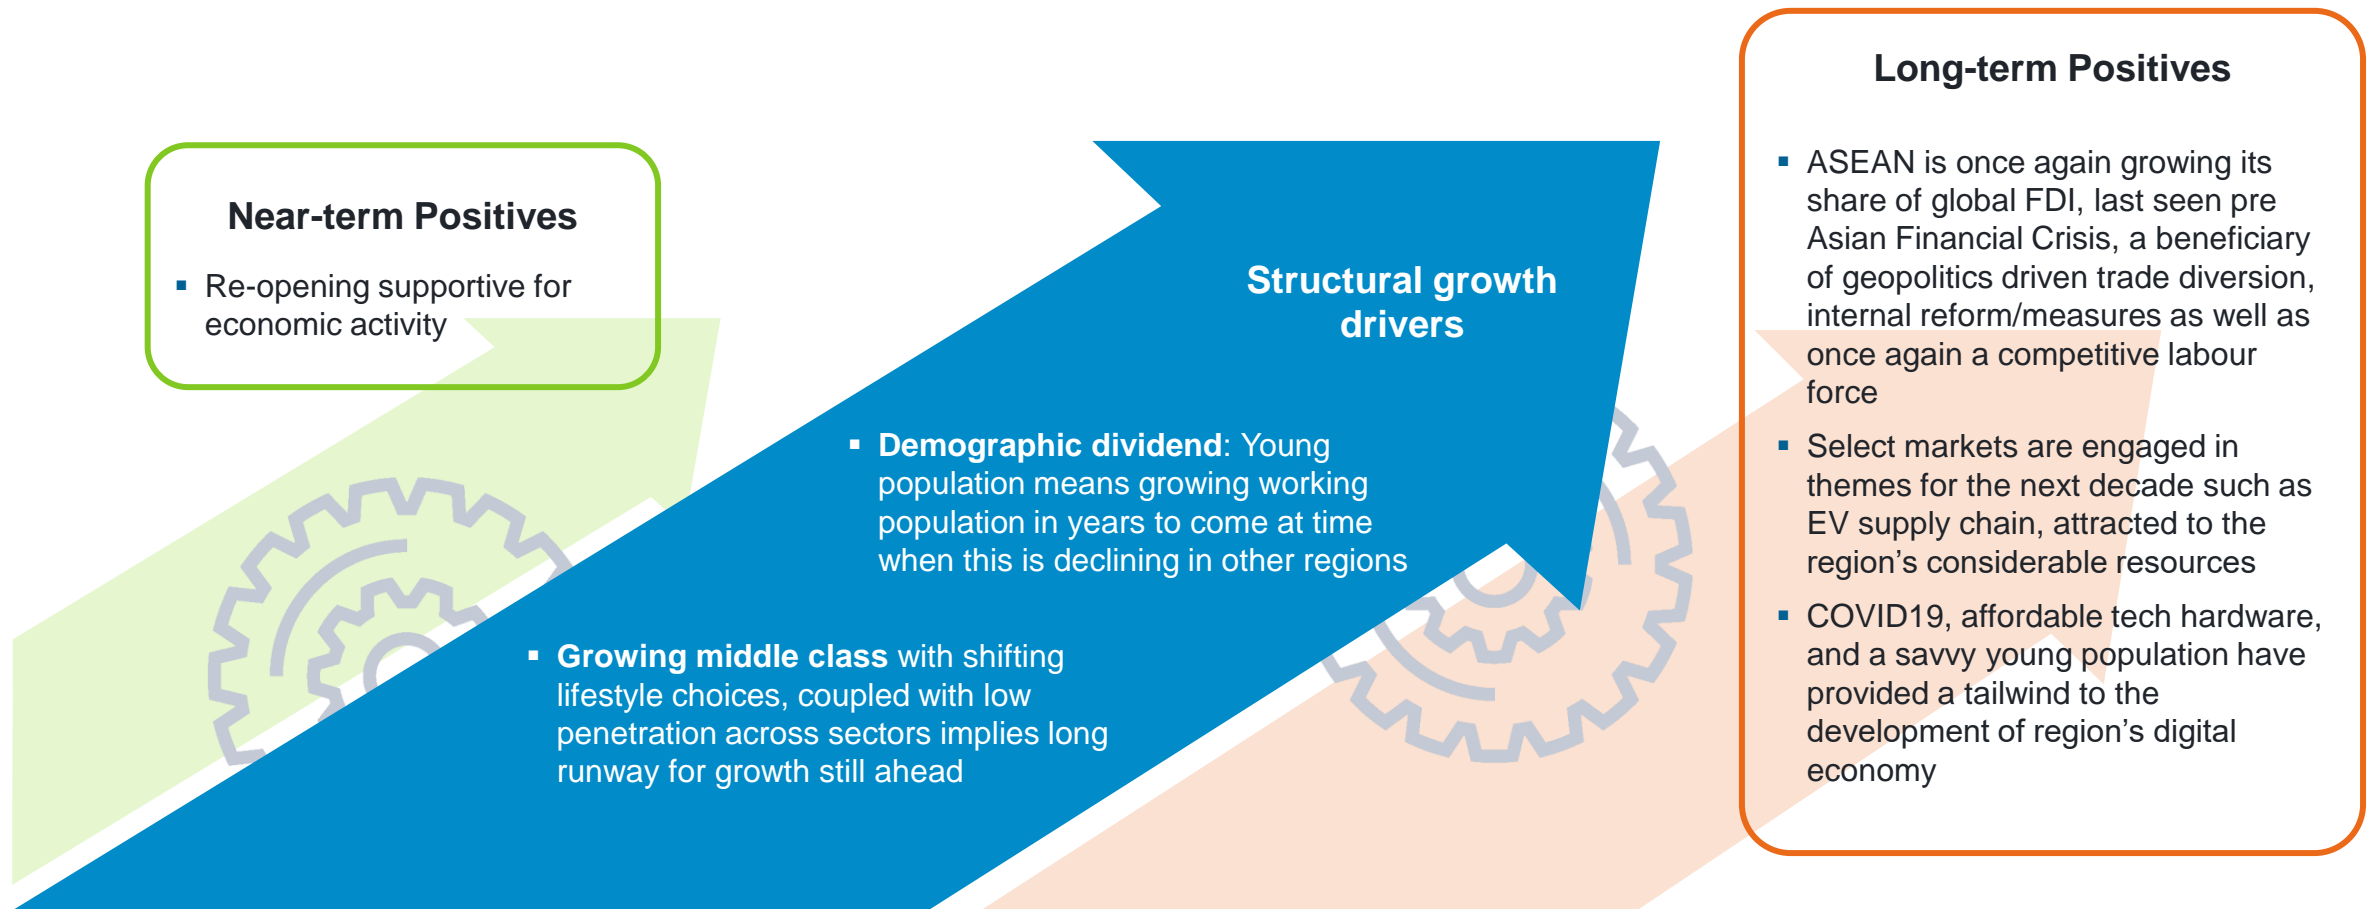 Near-term Positives
▪ Re-opening supportive for
economic activity
Structural growth
drivers
▪ Demographic dividend: Young
population means growing working
population in years to come at time
when this is declining in other regions
▪ Growing middle class with shifting
lifestyle choices, coupled with low
penetration across sectors implies long
runway for growth still ahead
Long-term Positives
▪ ASEAN is once again growing its
share of global FDI, last seen pre
Asian Financial Crisis, a beneficiary
of geopolitics driven trade diversion,
internal reform/measures as well as
once again a competitive labour
force
▪ Select markets are engaged in
themes for the next decade such as
EV supply chain, attracted to the
region’s considerable resources
▪ COVID19, affordable tech hardware,
and a savvy young population have
provided a tailwind to the
development of region’s digital
economy